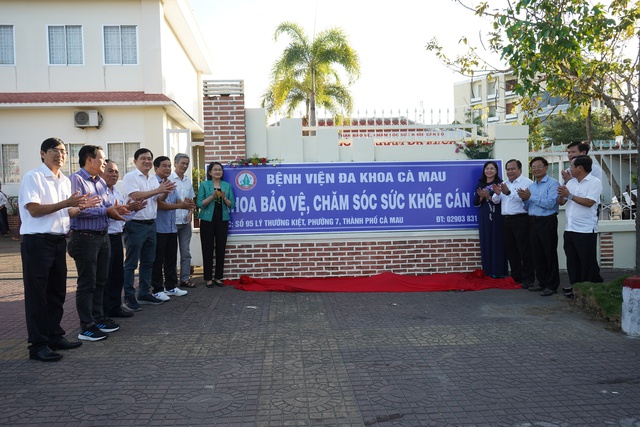 BỆNH VIỆN ĐA KHOA CÀ MAU
HOA BẢO VỆ, CHĂM SÓC SỨC KHỎE CÁN
: SỐ 95 LÝ THƯỜNG KIỆT, PHƯỜNG 7, THÀNH PHỐ CÀ MAU ĐT: 02903 831